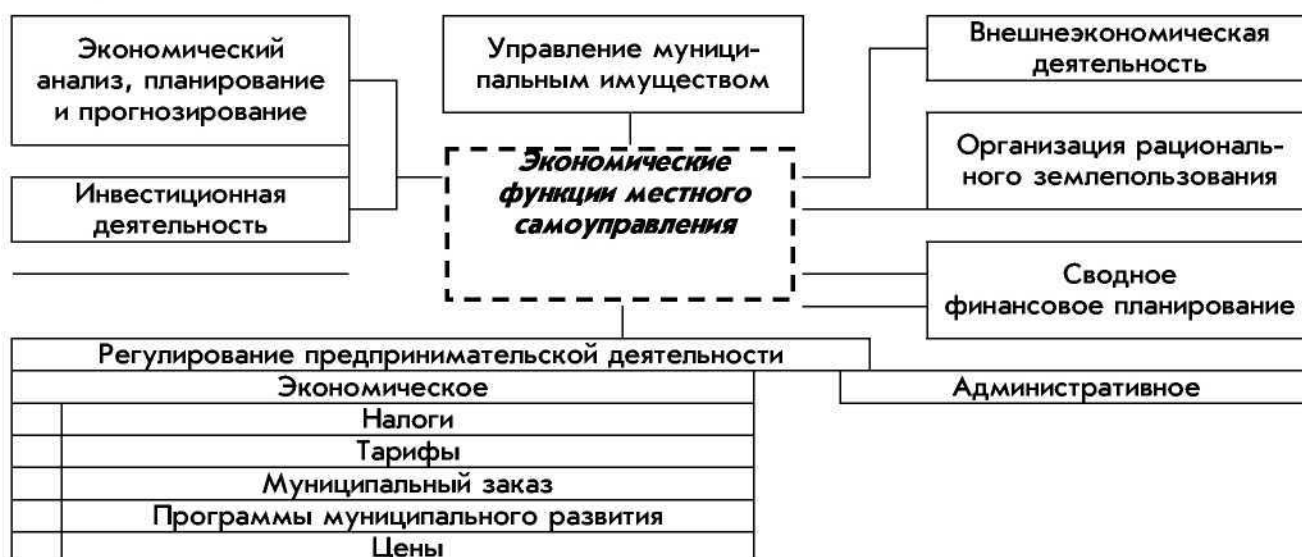 Экономический
анализ, планирование
и прогнозирование
Управление муници-
пальным имуществом
Внешнеэкономическая
деятельность
Инвестиционная
деятельность
Экономические
функции местного
самоуправления
Организация рациональ-
ного землепользования
Сводное
финансовое планирование
Регулирование предпринимательской деятельности
Экономическое
Административное
Налоги
Тарифы
Муниципальный заказ
Программы муниципального развития
Цены